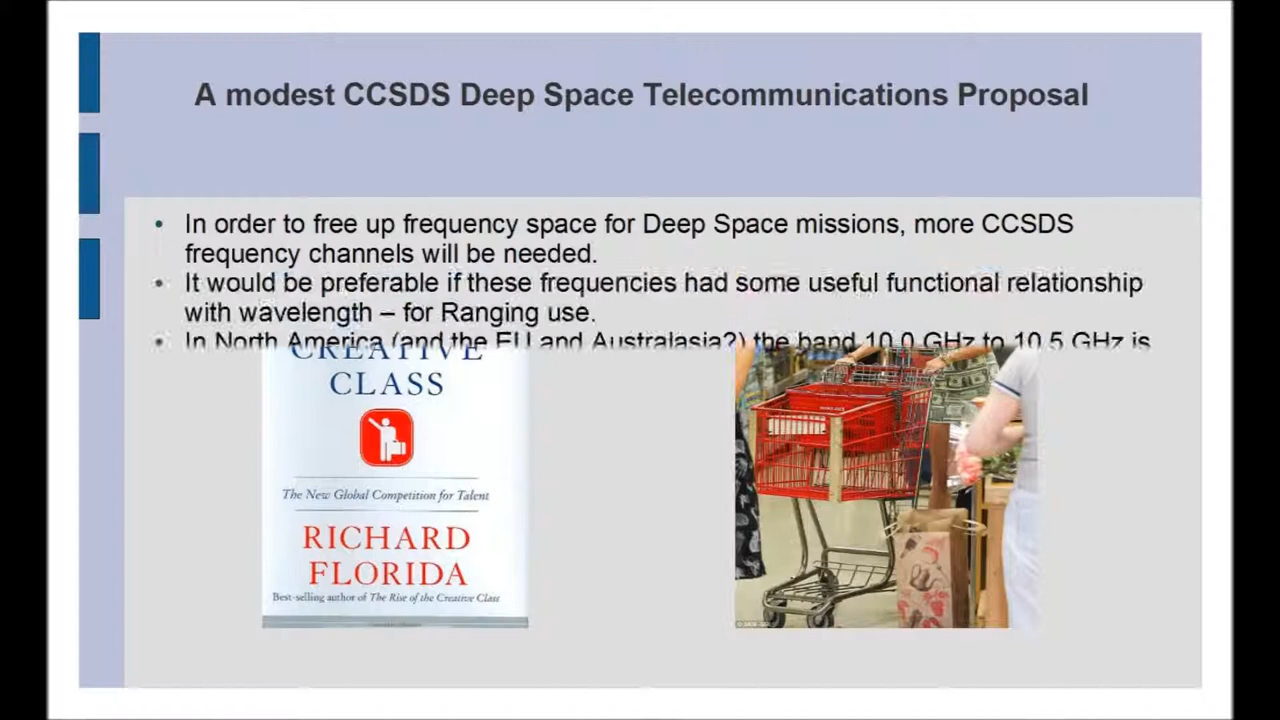 A modest CCSDS Deep Space Telecommunications Proposal
• In order to free up frequency space for Deep Space missions, more CCSDS
frequency channels will be needed.
• It would be preferable if these frequencies had some useful functional relationship
with wavelength – for Ranging use.
• In North America (and the EU and Australasia?) the band 10.0 GHz to 10.5 GHz is
CREATIVE
CLASS
The New Global Competition for Talent
RICHARD
FLORIDA
Best-selling author of The Rise of the Creative Class